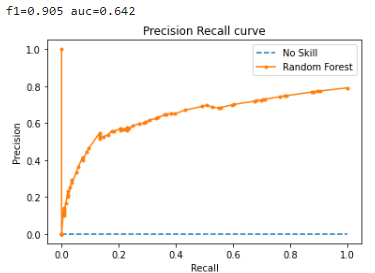 f1=0.905 auc=0.642
Precision Recall curve
No Skill
Random Forest
Precision
1.0
0.8
0.6
0.4
0.2
0.0
0.0 0.2 0.4 0.6 0.8 1.0
Recall